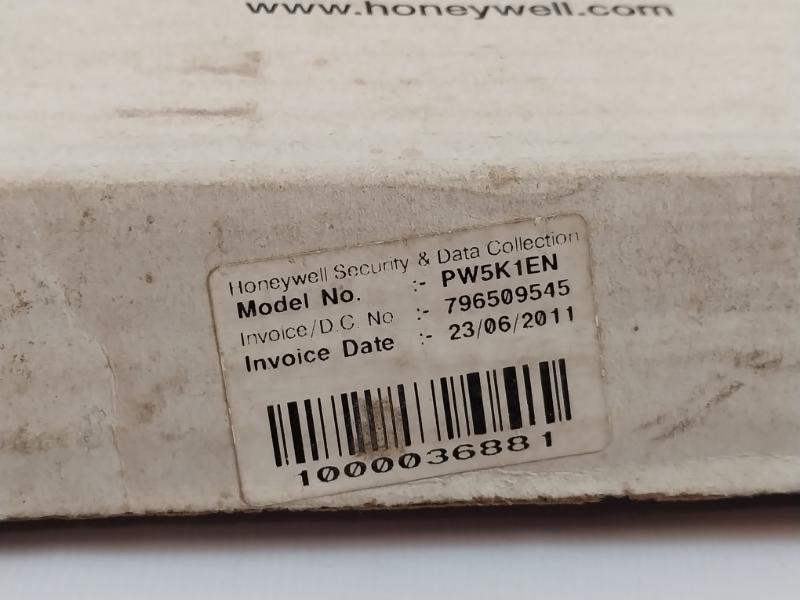 www.honeywell.com
Honeywell Security & Data Collection
Model No. :- PW5K1EN
Invoice/D.C. No :- 796509545
Invoice Date :- 23/06/2011
1000036881